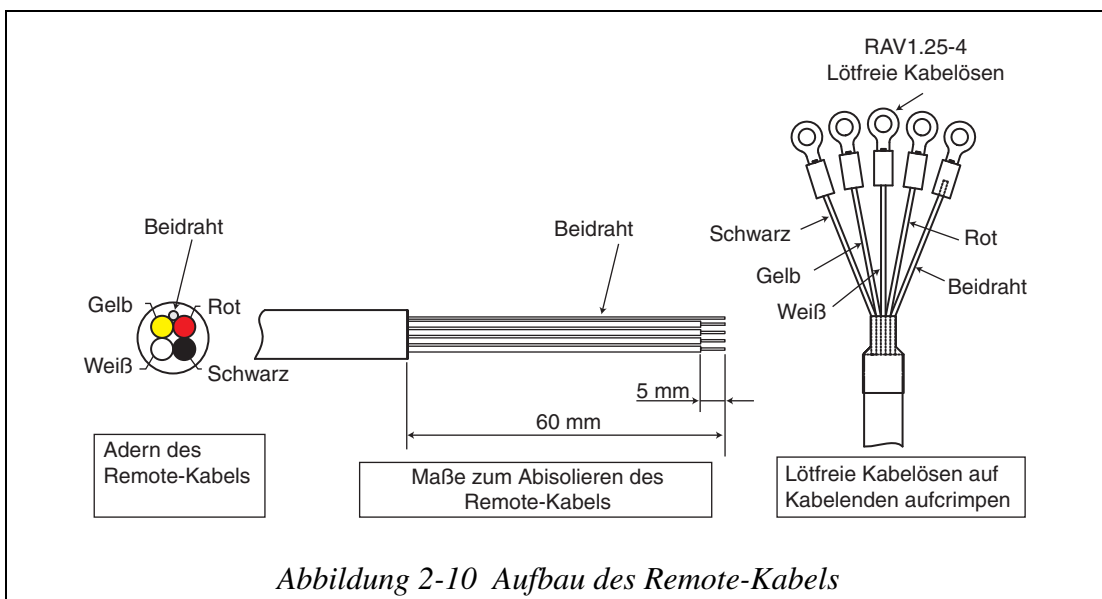 RAV1.25-4
Lötfreie Kabelösen
Beidraht
Gelb
Rot
Weiß
Schwarz
Beidraht
5 mm
60 mm
Schwarz
Gelb
Weiß
Rot
Beidraht
Adern des
Remote-Kabels
Maße zum Abisolieren des
Remote-Kabels
Lötfreie Kabelösen auf
Kabelenden aufcrimpen
Abbildung 2-10 Aufbau des Remote-Kabels